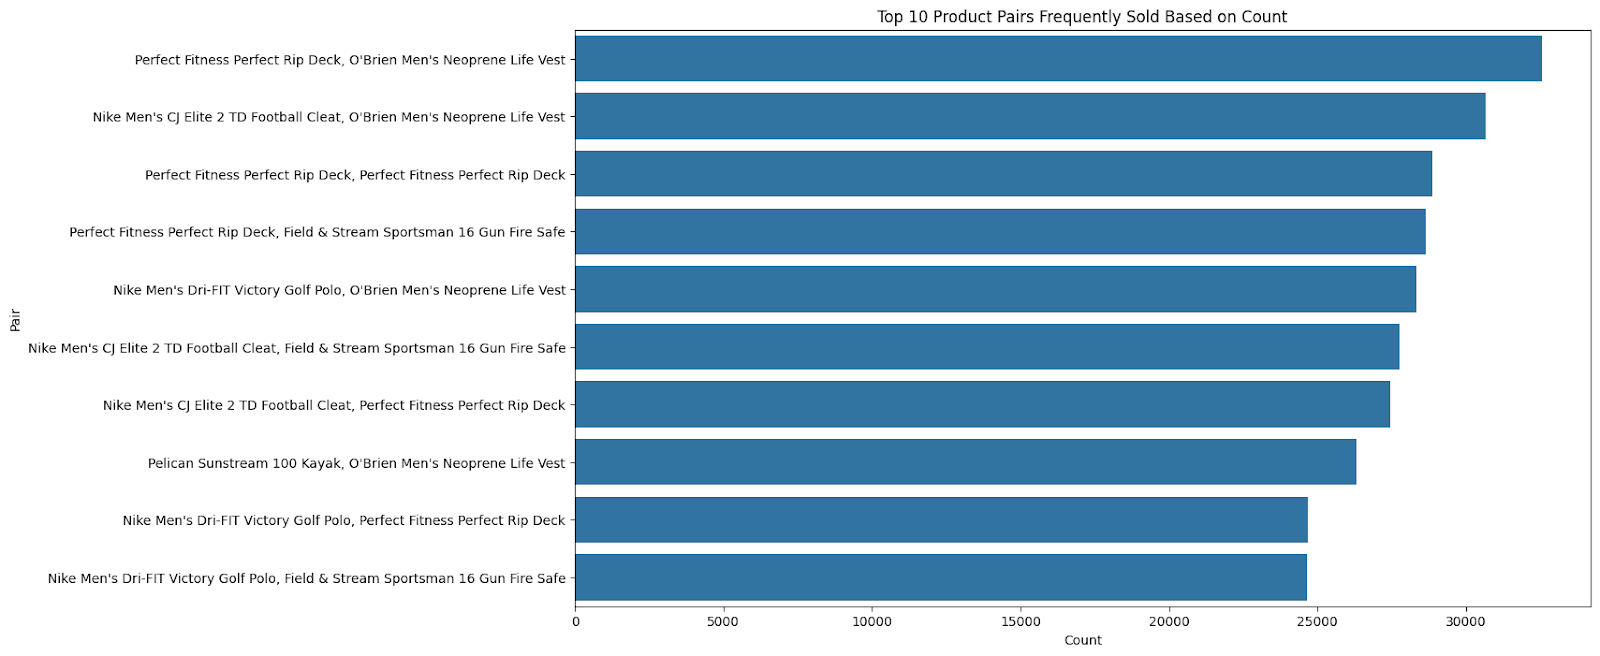 Top 10 Product Pairs Frequently Sold Based on Count
Perfect Fitness Perfect Rip Deck, O'Brien Men's Neoprene Life Vest
Nike Men's CJ Elite 2 TD Football Cleat, O'Brien Men's Neoprene Life Vest
Perfect Fitness Perfect Rip Deck, Perfect Fitness Perfect Rip Deck
Perfect Fitness Perfect Rip Deck, Field & Stream Sportsman 16 Gun Fire Safe
Nike Men's Dri-FIT Victory Golf Polo, O'Brien Men's Neoprene Life Vest
Pair
Nike Men's CJ Elite 2 TD Football Cleat, Field & Stream Sportsman 16 Gun Fire Safe
Nike Men's CJ Elite 2 TD Football Cleat, Perfect Fitness Perfect Rip Deck
Pelican Sunstream 100 Kayak, O'Brien Men's Neoprene Life Vest
Nike Men's Dri-FIT Victory Golf Polo, Perfect Fitness Perfect Rip Deck
Nike Men's Dri-FIT Victory Golf Polo, Field & Stream Sportsman 16 Gun Fire Safe
0 5000 10000 15000 20000 25000 30000
Count